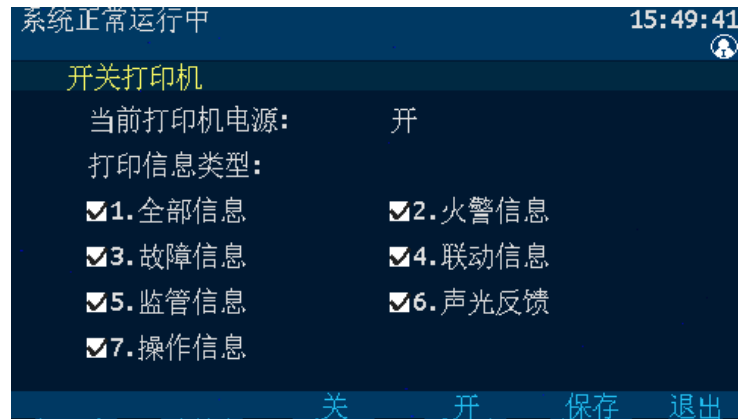 系统正常运行中 15:49:41
开关打印机
当前打印机电源: 开
打印信息类型:
1.全部信息 2.火警信息
3.故障信息 4.联动信息
5.监管信息 6.声光反馈
7.操作信息
关 开 保存 退出